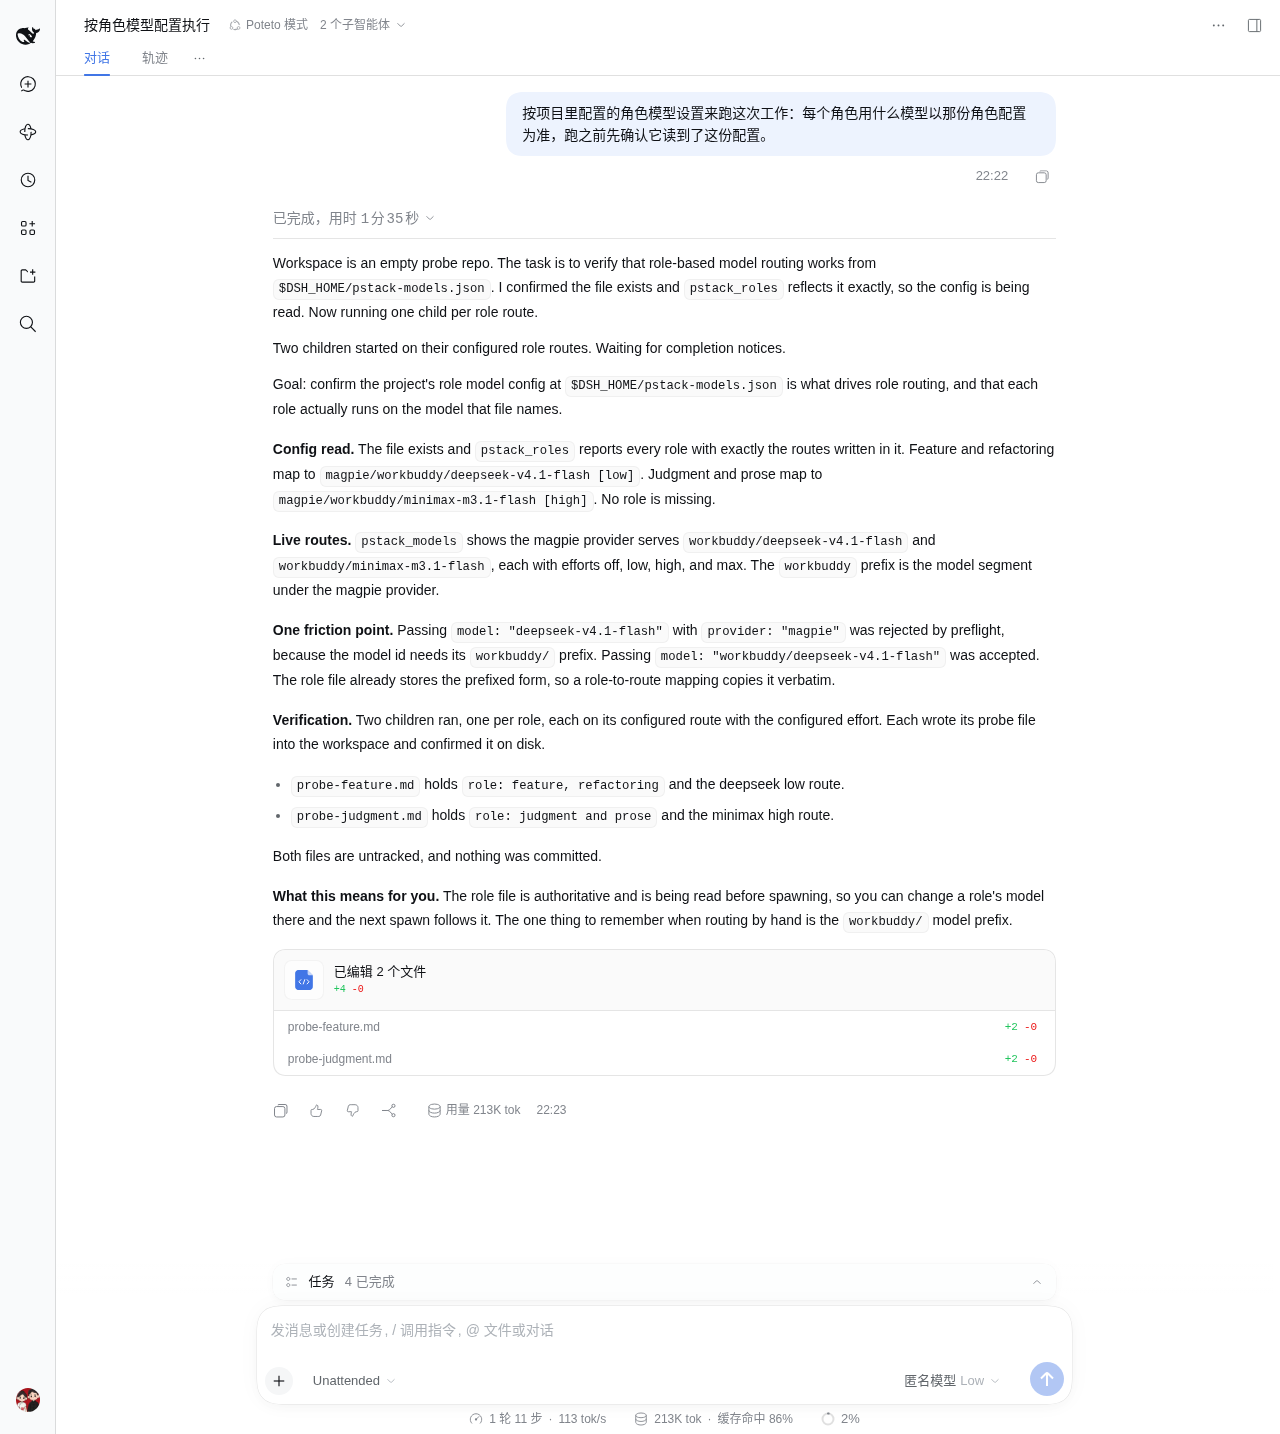 按角色模型配置执行
Poteto 模式
2 个子智能体
对话
轨迹
按项目里配置的角色模型设置来跑这次工作：每个角色用什么模型以那份角色配置
为准，跑之前先确认它读到了这份配置。
22:22
已完成，用时 1分35秒
Workspace is an empty probe repo. The task is to verify that role-based model routing works from
$DSH_HOME/pstack-models.json. I confirmed the file exists and pstack_roles reflects it exactly, so the config is being
read. Now running one child per role route.
Two children started on their configured role routes. Waiting for completion notices.
Goal: confirm the project's role model config at $DSH_HOME/pstack-models.json is what drives role routing, and that each
role actually runs on the model that file names.
Config read. The file exists and pstack_roles reports every role with exactly the routes written in it. Feature and refactoring
map to magpie/workbuddy/deepseek-v4.1-flash [low]. Judgment and prose map to
magpie/workbuddy/minimax-m3.1-flash [high]. No role is missing.
Live routes. pstack_models shows the magpie provider serves workbuddy/deepseek-v4.1-flash and
workbuddy/minimax-m3.1-flash, each with efforts off, low, high, and max. The workbuddy prefix is the model segment
under the magpie provider.
One friction point. Passing model: "deepseek-v4.1-flash" with provider: "magpie" was rejected by preflight,
because the model id needs its workbuddy/ prefix. Passing model: "workbuddy/deepseek-v4.1-flash" was accepted.
The role file already stores the prefixed form, so a role-to-route mapping copies it verbatim.
Verification. Two children ran, one per role, each on its configured route with the configured effort. Each wrote its probe file
into the workspace and confirmed it on disk.
• probe-feature.md holds role: feature, refactoring and the deepseek low route.
• probe-judgment.md holds role: judgment and prose and the minimax high route.
Both files are untracked, and nothing was committed.
What this means for you. The role file is authoritative and is being read before spawning, so you can change a role's model
there and the next spawn follows it. The one thing to remember when routing by hand is the workbuddy/ model prefix.
已编辑 2 个文件
+4 -0
probe-feature.md +2 -0
probe-judgment.md +2 -0
用量 213K tok 22:23
任务 4 已完成
发消息或创建任务, / 调用指令, @ 文件或对话
Unattended
匿名模型 Low
1 轮 11 步 · 113 tok/s
213K tok · 缓存命中 86%
2%